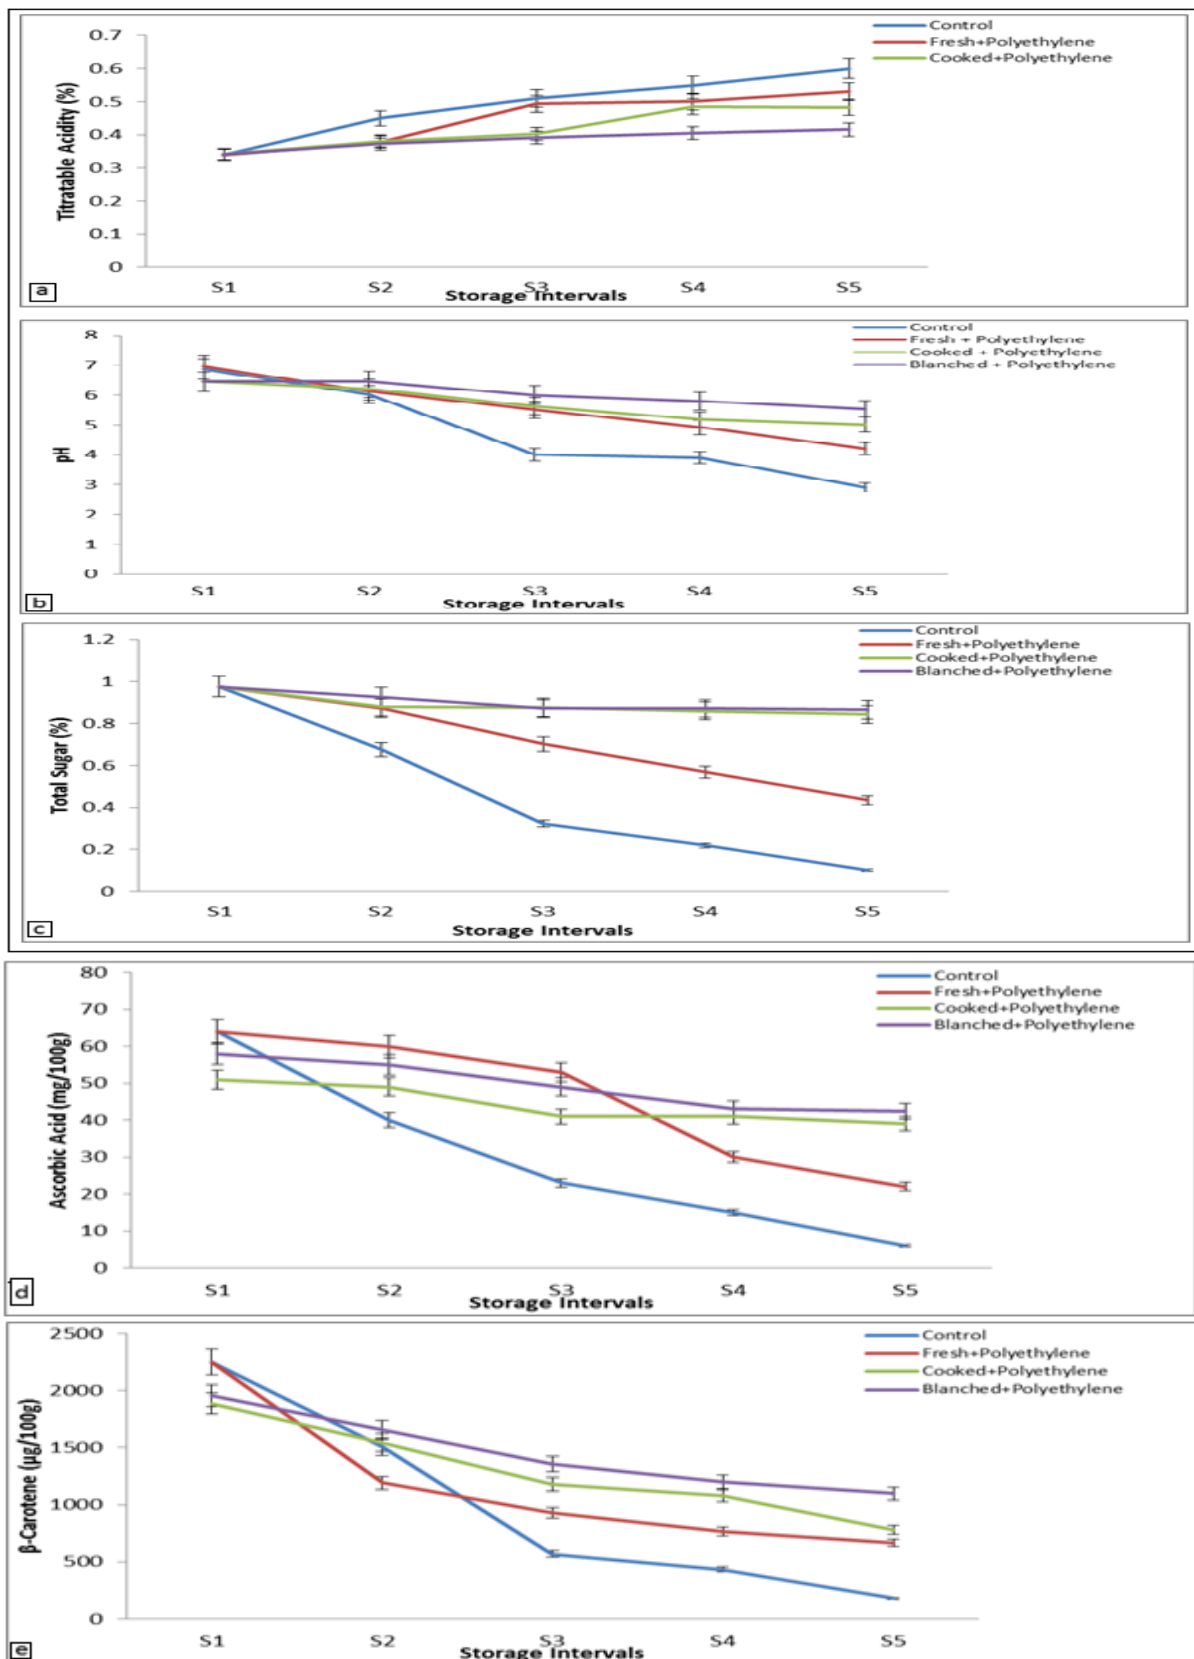 Control
Fresh+Polyethylene
Cooked+Polyethylene
Titratable Acidity (%)
0.7
0.6
0.5
0.4
0.3
0.2
0.1
0
S1 S2 S3 S4 S5
Storage Intervals
a
Control
Fresh + Polyethylene
Cooked + Polyethylene
Blanched + Polyethylene
pH
8
7
6
5
4
3
2
1
0
S1 S2 S3 S4 S5
Storage Intervals
b
Control
Fresh+Polyethylene
Cooked+Polyethylene
Blanched+Polyethylene
Total Sugar (%)
1.2
1
0.8
0.6
0.4
0.2
0
S1 S2 S3 S4 S5
Storage Intervals
c
Control
Fresh+Polyethylene
Cooked+Polyethylene
Blanched+Polyethylene
Ascorbic Acid (mg/100g)
80
70
60
50
40
30
20
10
0
S1 S2 S3 S4 S5
Storage Intervals
d
Control
Fresh+Polyethylene
Cooked+Polyethylene
Blanched+Polyethylene
β-Carotene (µg/100g)
2500
2000
1500
1000
500
0
S1 S2 S3 S4 S5
Storage Intervals
e